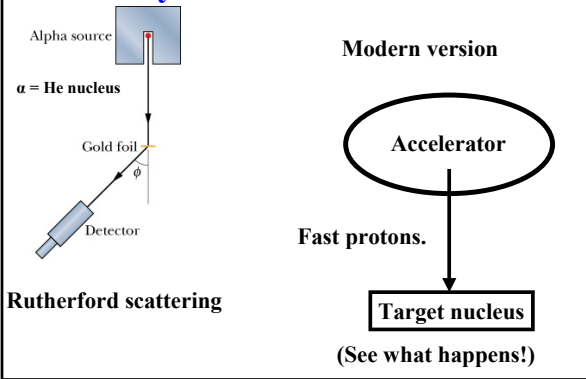 Alpha source
α = He nucleus
Gold foil
ϕ
Detector
Rutherford scattering
Modern version
Accelerator
Fast protons.
Target nucleus
(See what happens!)